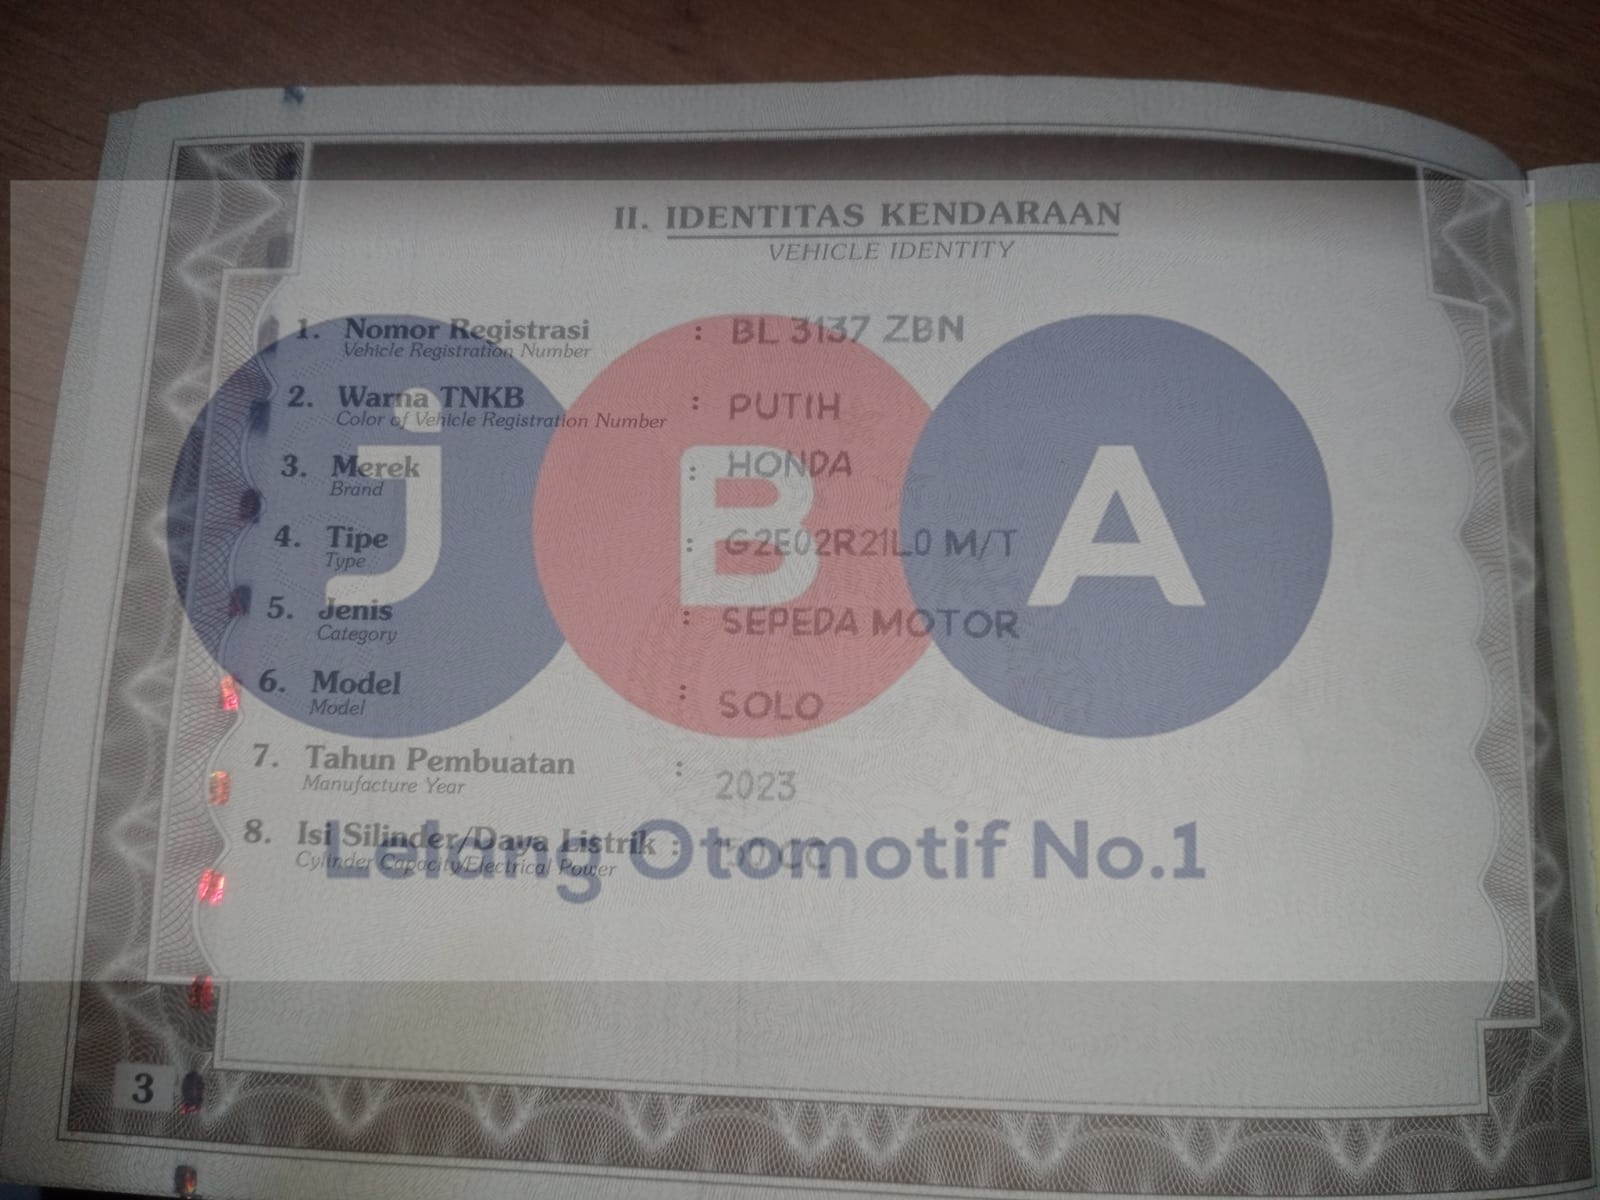 II. IDENTITAS KENDARAAN
VEHICLE IDENTITY
1. Nomor Registrasi : BL 3137 ZBN
Vehicle Registration Number
2. Warna TNKB : PUTIH
Color of Vehicle Registration Number
3. Merek : HONDA
Brand
4. Tipe : G2E02R21L0 M/T
Type
5. Jenis : SEPEDA MOTOR
Category
6. Model : SOLO
Model
7. Tahun Pembuatan : 2023
Manufacture Year
8. Isi Silinder/Daya Listrik : 150 CC
Cylinder Capacity/Electrical Power
jBA
Lelang Otomotif No.1
3